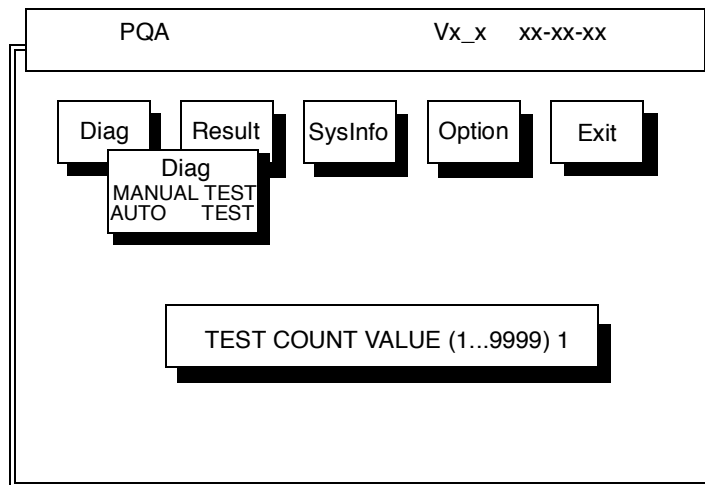 PQA Vx_x xx-xx-xx
Diag Result SysInfo Option Exit
Diag
MANUAL TEST
AUTO TEST
TEST COUNT VALUE (1...9999) 1